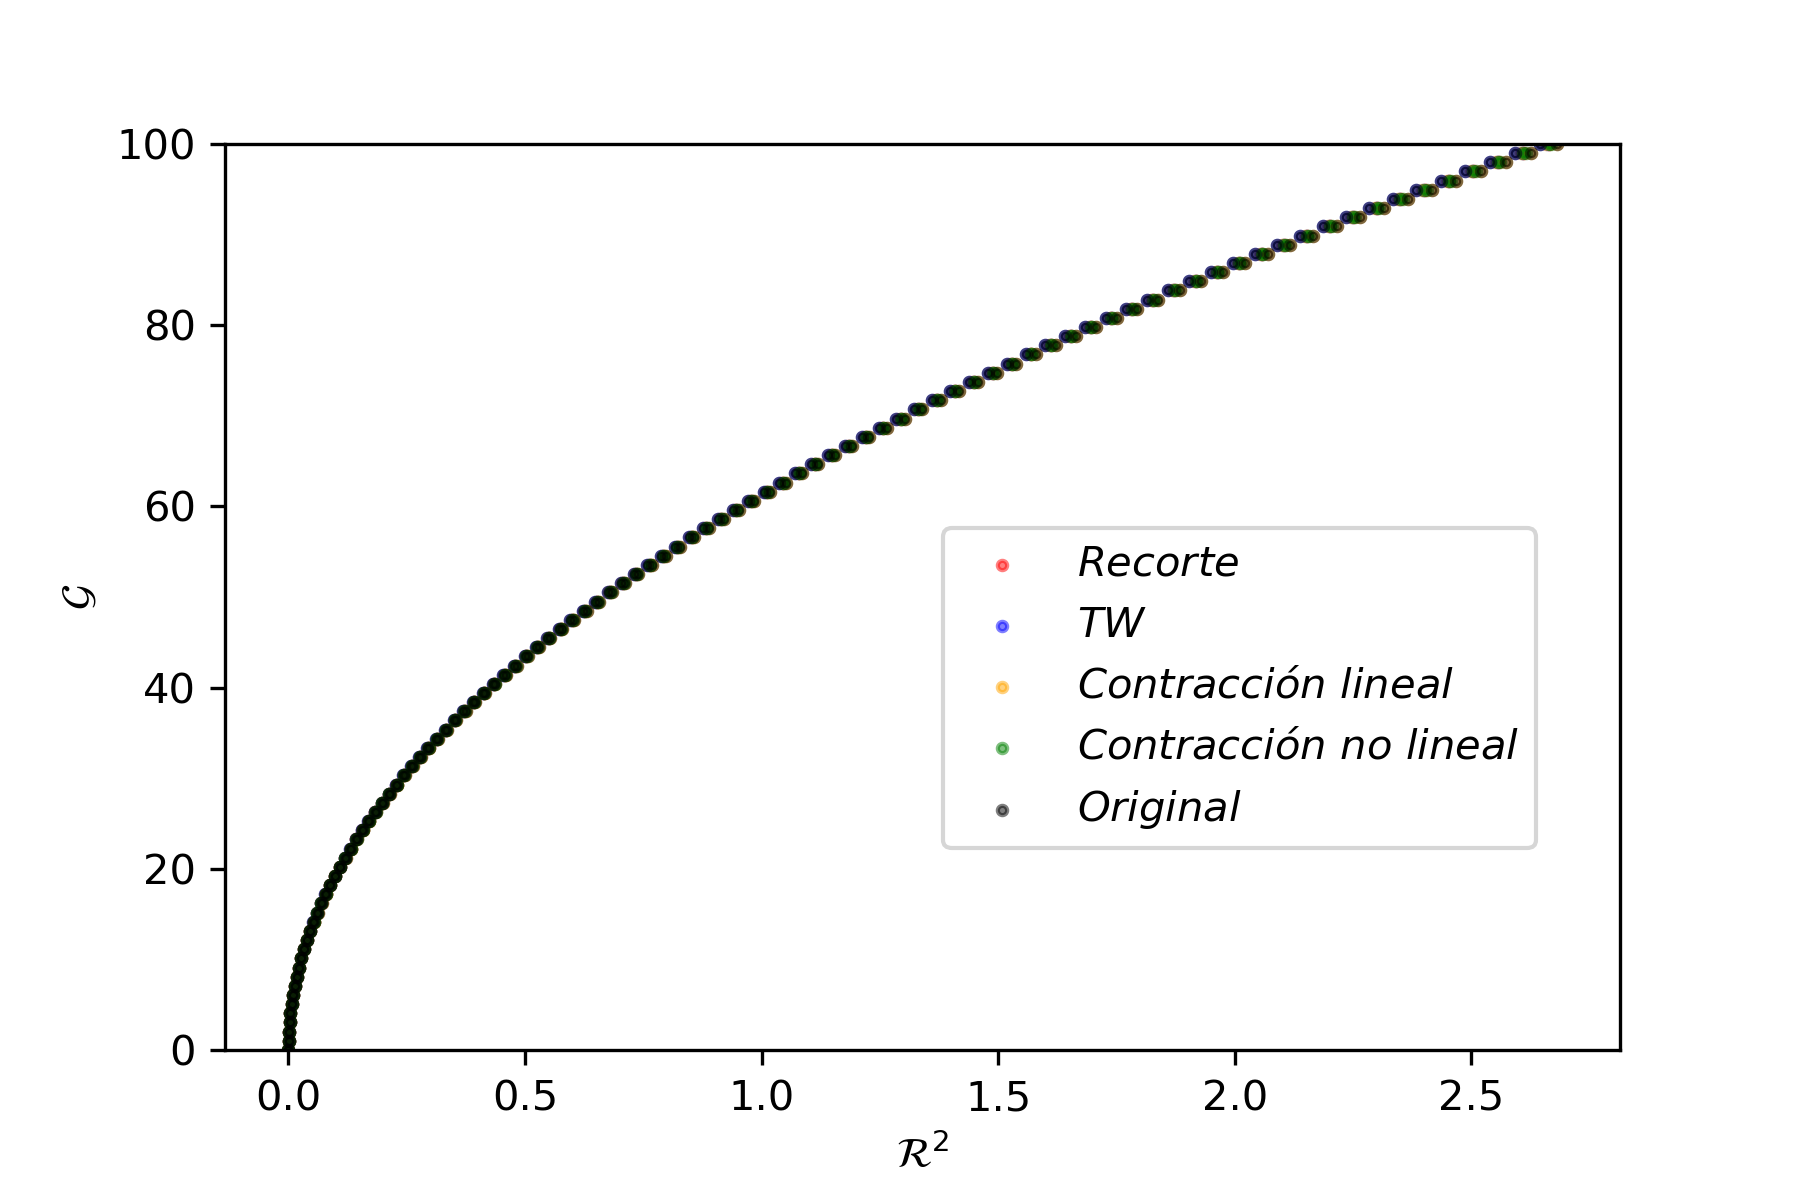 100
80
60
40
20
0
𝒢
Recorte
TW
Contracción lineal
Contracción no lineal
Original
0.0 0.5 1.0 1.5 2.0 2.5
ℛ²